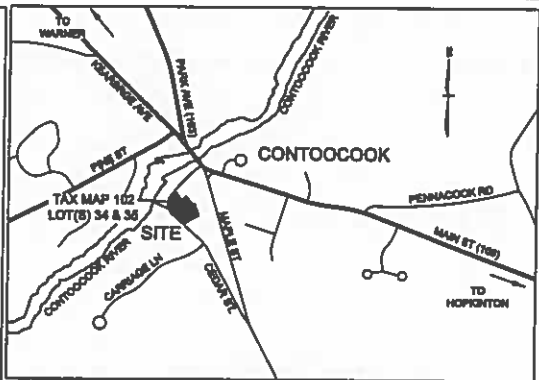 TO
WARNER
KEARSARGE AVE
PARK AVE (103)
CONTOOCOOK RIVER
PINE ST
CONTOOCOOK
TAX MAP 102
LOT(S) 34 & 35
SITE
PENNACOOK RD
MAPLE ST
MAIN ST (103)
CONTOOCOOK RIVER
CARRIAGE LN
CEDAR ST.
TO
HOPKINTON